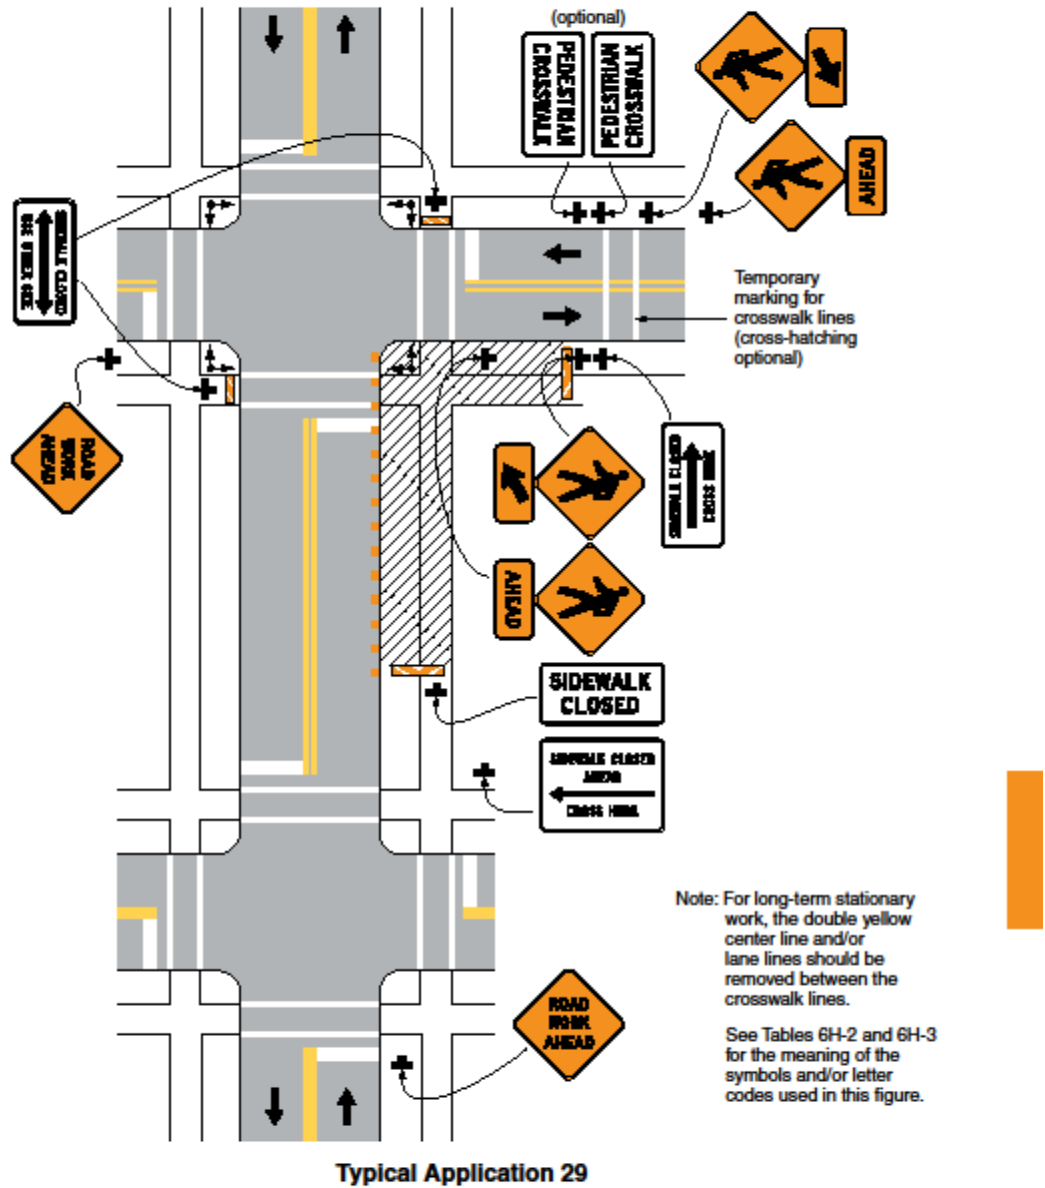 (optional)
PEDESTRIAN
CROSSWALK
PEDESTRIAN
CROSSWALK
AHEAD
SIDEWALK CLOSED
USE OTHER SIDE
Temporary
marking for
crosswalk lines
(cross-hatching
optional)
ROAD
WORK
AHEAD
CROSS HERE
AHEAD
SIDEWALK
CLOSED
SIDEWALK CLOSED
AHEAD
CROSS HERE
Note: For long-term stationary
work, the double yellow
center line and/or
lane lines should be
removed between the
crosswalk lines.
See Tables 6H-2 and 6H-3
for the meaning of the
symbols and/or letter
codes used in this figure.
ROAD
WORK
AHEAD
Typical Application 29